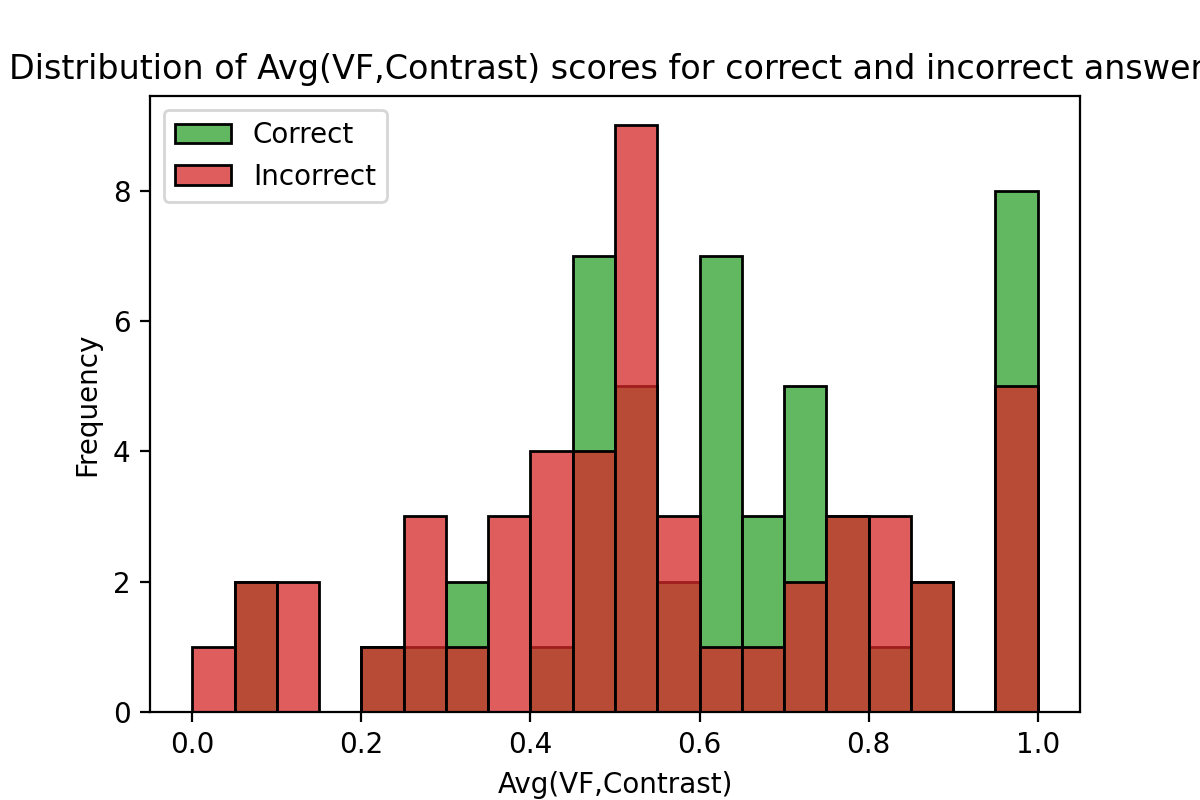 Distribution of Avg(VF,Contrast) scores for correct and incorrect answer
Correct
Incorrect
8
6
4
2
0
Frequency
0.0 0.2 0.4 0.6 0.8 1.0
Avg(VF,Contrast)